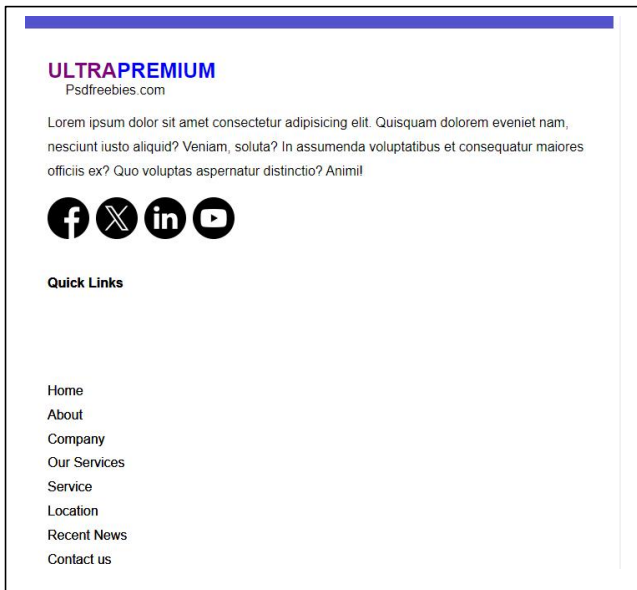 ULTRAPREMIUM
Psdfreebies.com
Lorem ipsum dolor sit amet consectetur adipisicing elit. Quisquam dolorem eveniet nam,
nesciunt iusto aliquid? Veniam, soluta? In assumenda voluptatibus et consequatur maiores
officiis ex? Quo voluptas aspernatur distinctio? Animi!
Quick Links
Home
About
Company
Our Services
Service
Location
Recent News
Contact us